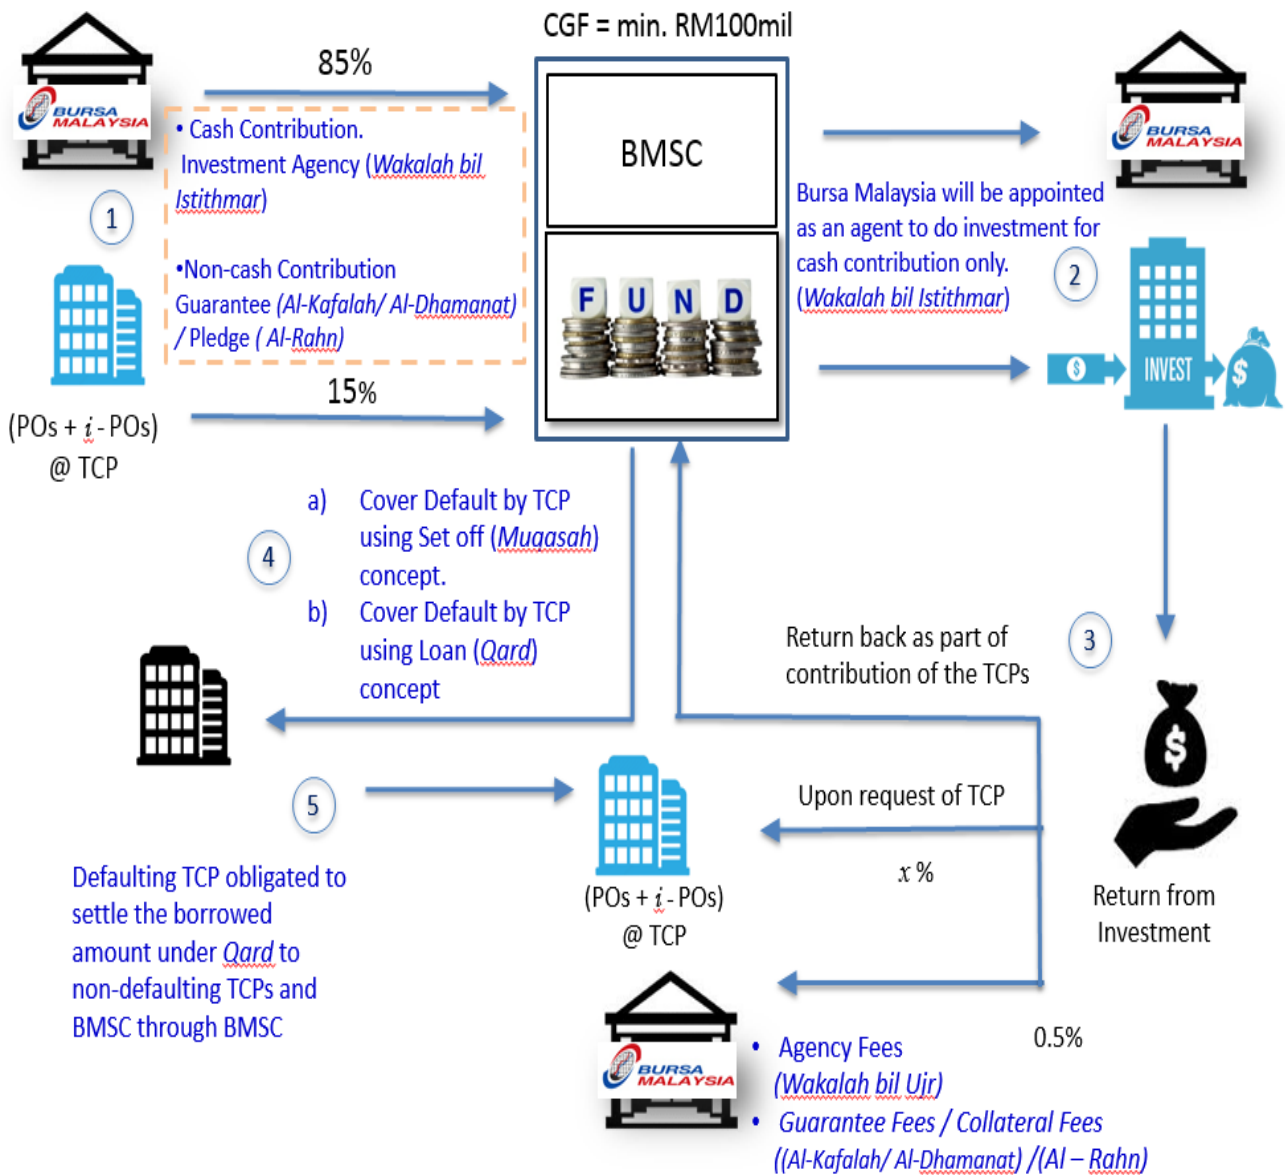 CGF = min. RM100mil
85%
BURSA
MALAYSIA
• Cash Contribution.
Investment Agency (Wakalah bil
Istithmar)
•Non-cash Contribution
Guarantee (Al-Kafalah/ Al-Dhamanat)
/ Pledge ( Al-Rahn)
1
15%
(POs + i - POs)
@ TCP
BMSC
FUND
BURSA
MALAYSIA
Bursa Malaysia will be appointed
as an agent to do investment for
cash contribution only.
(Wakalah bil Istithmar)
2
INVEST
$
$
a) Cover Default by TCP
using Set off (Muqasah)
concept.
b) Cover Default by TCP
using Loan (Qard)
concept
4
Return back as part of
contribution of the TCPs
3
$
Return from
Investment
Upon request of TCP
x %
5
(POs + i - POs)
@ TCP
Defaulting TCP obligated to
settle the borrowed
amount under Qard to
non-defaulting TCPs and
BMSC through BMSC
0.5%
BURSA
MALAYSIA
• Agency Fees
(Wakalah bil Ujr)
• Guarantee Fees / Collateral Fees
((Al-Kafalah/ Al-Dhamanat) /(Al – Rahn)